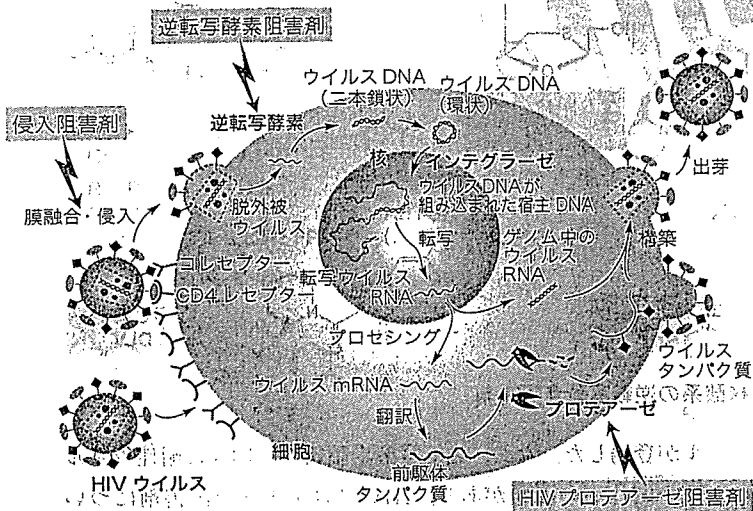 逆転写酵素阻害剤
ウイルスDNA
(二本鎖状)
ウイルスDNA
(環状)
侵入阻害剤
逆転写酵素
出芽
核
インテグラーゼ
ウイルスDNAが
組み込まれた宿主DNA
脱外被
ウイルス
膜融合・侵入
転写
ゲノム中の
ウイルス
RNA
構築
コレセプター
CD4レセプター
転写ウイルス
RNA
プロセシング
ウイルス
タンパク質
ウイルスmRNA
翻訳
プロテアーゼ
細胞
前駆体
タンパク質
HIVウイルス
HIVプロテアーゼ阻害剤